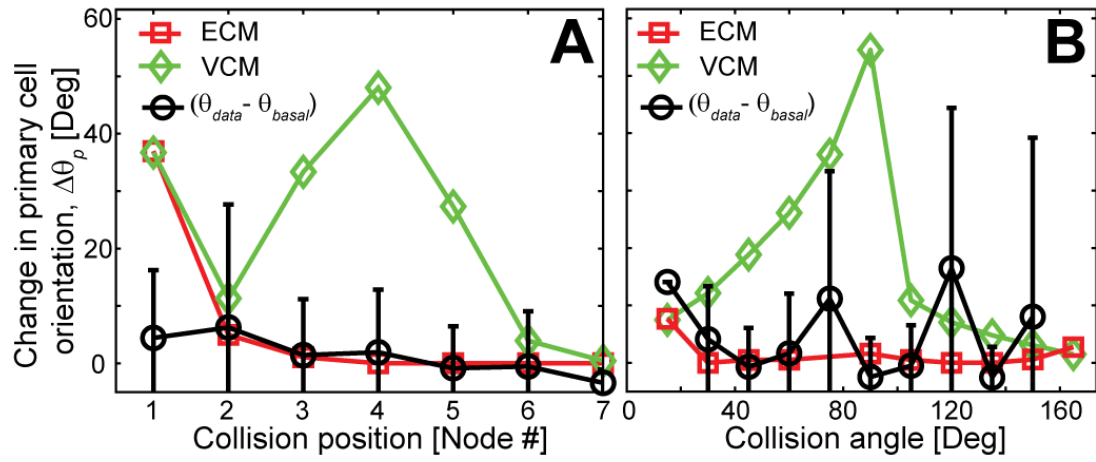 Change in primary cell
orientation, Δθp [Deg]
60
40
20
0
ECM
VCM
(θdata - θbasal)
A
1 2 3 4 5 6 7
Collision position [Node #]
ECM
VCM
(θdata - θbasal)
B
0 40 80 120 160
Collision angle [Deg]